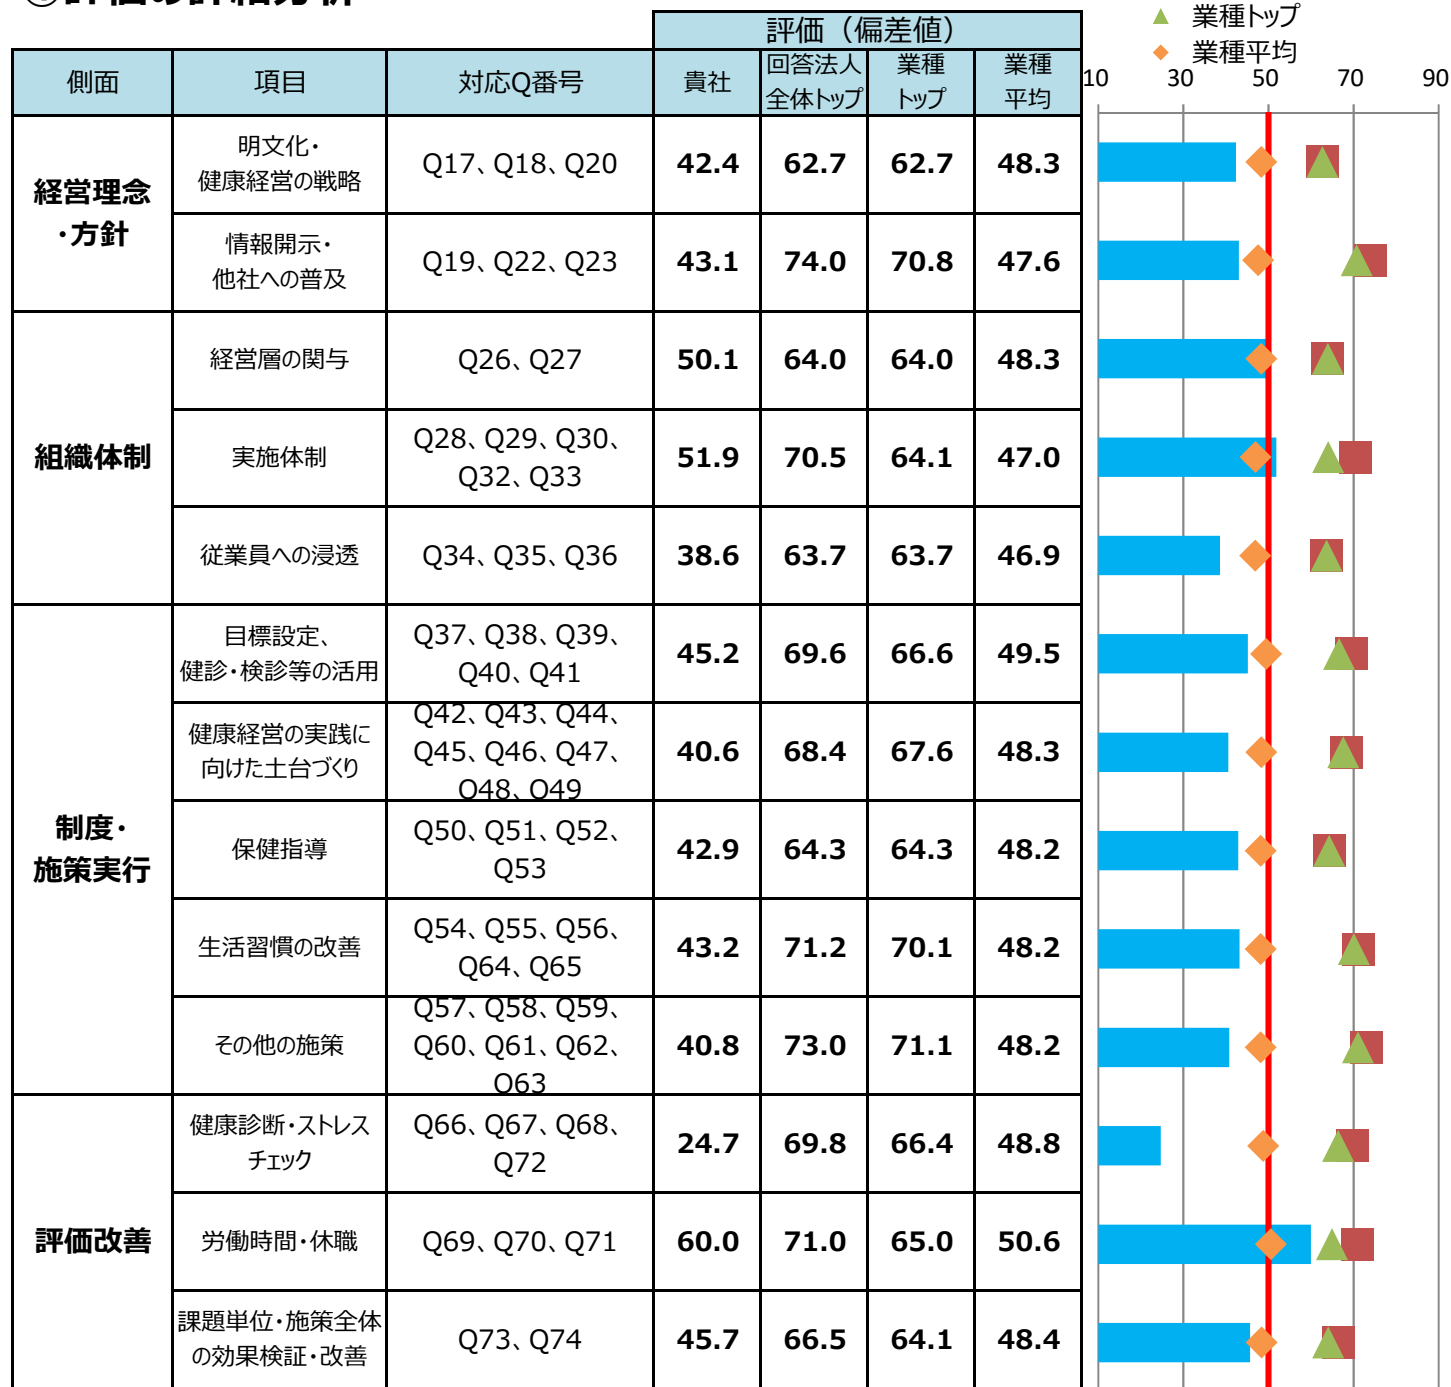 ③評価の詳細分析
▲ 業種トップ
◆ 業種平均
10 30 50 70 90
評価（偏差値）
側面 項目 対応Q番号 貴社 回答法人全体トップ 業種トップ 業種平均
経営理念・方針
明文化・健康経営の戦略 Q17、Q18、Q20 42.4 62.7 62.7 48.3
情報開示・他社への普及 Q19、Q22、Q23 43.1 74.0 70.8 47.6
組織体制
経営層の関与 Q26、Q27 50.1 64.0 64.0 48.3
実施体制 Q28、Q29、Q30、Q32、Q33 51.9 70.5 64.1 47.0
従業員への浸透 Q34、Q35、Q36 38.6 63.7 63.7 46.9
制度・施策実行
目標設定、健診・検診等の活用 Q37、Q38、Q39、Q40、Q41 45.2 69.6 66.6 49.5
健康経営の実践に向けた土台づくり Q42、Q43、Q44、Q45、Q46、Q47、Q48、Q49 40.6 68.4 67.6 48.3
保健指導 Q50、Q51、Q52、Q53 42.9 64.3 64.3 48.2
生活習慣の改善 Q54、Q55、Q56、Q64、Q65 43.2 71.2 70.1 48.2
その他の施策 Q57、Q58、Q59、Q60、Q61、Q62、Q63 40.8 73.0 71.1 48.2
評価改善
健康診断・ストレスチェック Q66、Q67、Q68、Q72 24.7 69.8 66.4 48.8
労働時間・休職 Q69、Q70、Q71 60.0 71.0 65.0 50.6
課題単位・施策全体の効果検証・改善 Q73、Q74 45.7 66.5 64.1 48.4